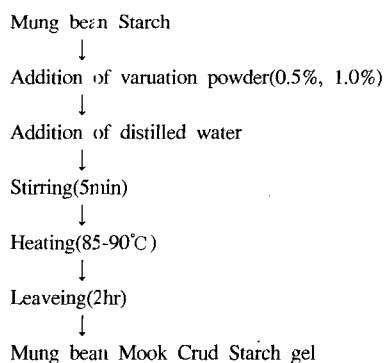 Mung bean Starch
↓
Addition of varuation powder(0.5%, 1.0%)
↓
Addition of distilled water
↓
Stirring(5min)
↓
Heating(85-90°C)
↓
Leaveing(2hr)
↓
Mung bean Mook Crud Starch gel